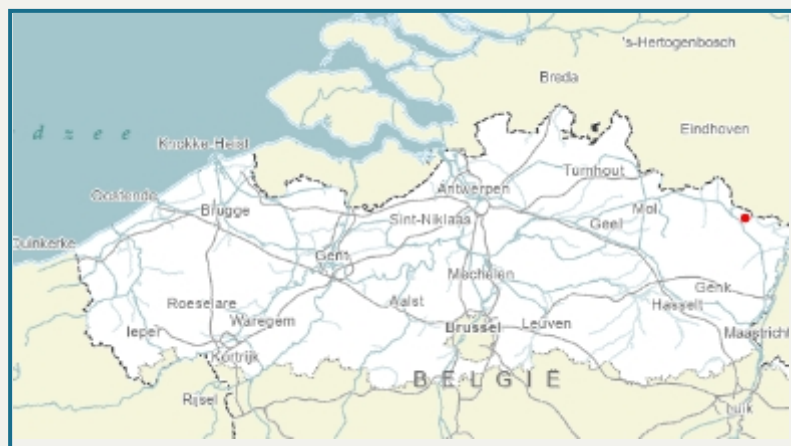 's-Hertogenbosch
Breda
dzee
Eindhoven
Knokke-Heist
Turnhout
Antwerpen
Oostende
Mol
Brugge
Sint-Niklaas
Geel
Duinkerke
Gent
Mechelen
Genk
Roeselare
Aalst
Hasselt
Waregem
Brussel
Leuven
Ieper
Maastricht
Kortrijk
BELGIË
Rijsel
Luik